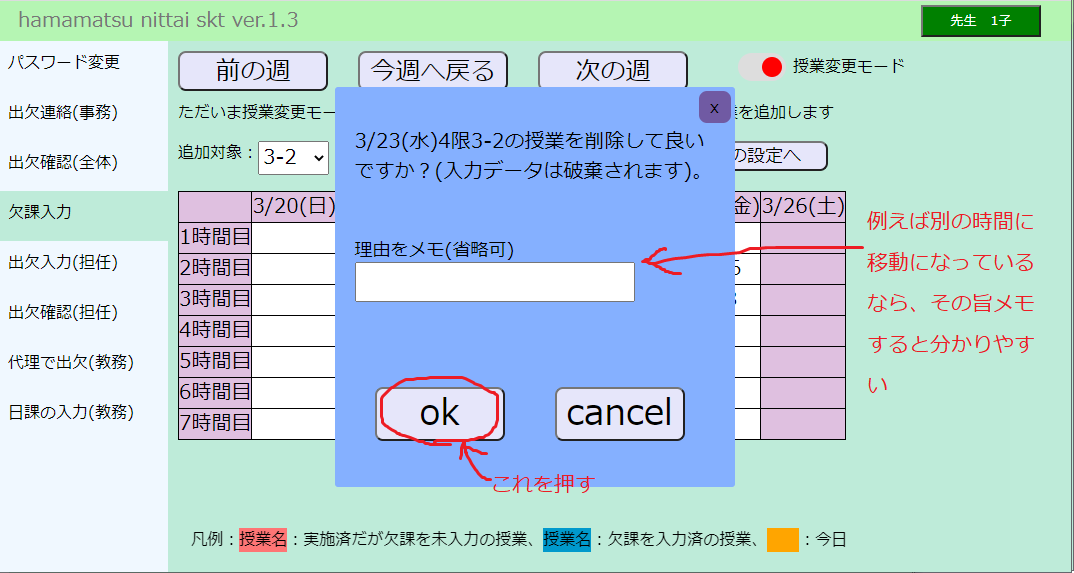 hamamatsu nittai skt ver.1.3
先生　1子
パスワード変更
出欠連絡(事務)
出欠確認(全体)
欠課入力
出欠入力(担任)
出欠確認(担任)
代理で出欠(教務)
日課の入力(教務)
前の週
今週へ戻る
次の週
授業変更モード
ただいま授業変更モー
を追加します
追加対象：
3-2
の設定へ
3/20(日)
金)
3/26(土)
1時間目
2時間目
3時間目
4時間目
5時間目
6時間目
7時間目
x
3/23(水)4限3-2の授業を削除して良い
ですか？(入力データは破棄されます)。
理由をメモ(省略可)
ok
cancel
例えば別の時間に
移動になっている
なら、その旨メモ
すると分かりやす
い
これを押す
凡例：授業名：実施済だが欠課を未入力の授業、授業名：欠課を入力済の授業、　：今日